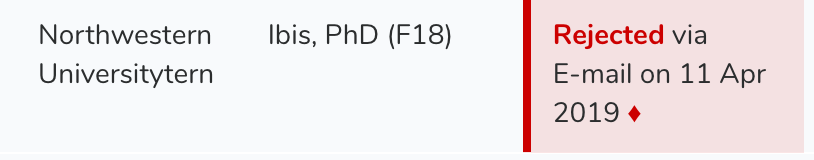 Northwestern
Universitytern
Ibis, PhD (F18)
Rejected via
E-mail on 11 Apr
2019 ♦